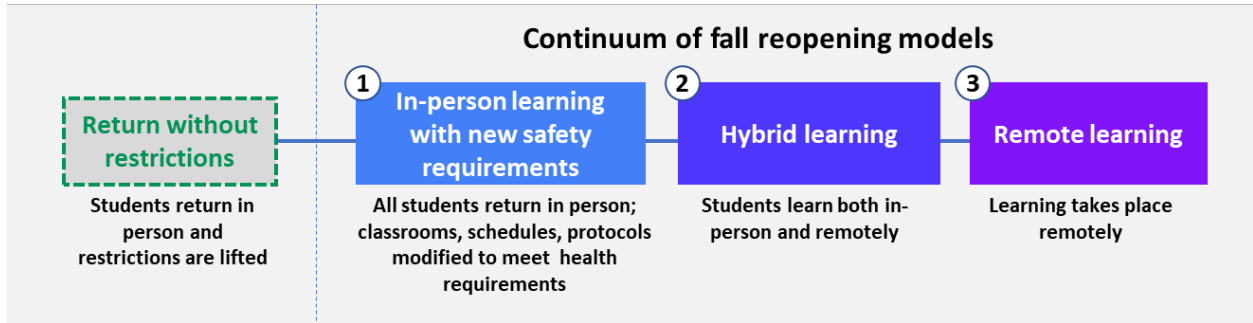 Continuum of fall reopening models
Return without
restrictions
Students return in
person and
restrictions are lifted
1
In-person learning
with new safety
requirements
All students return in person;
classrooms, schedules, protocols
modified to meet health
requirements
2
Hybrid learning
Students learn both in-
person and remotely
3
Remote learning
Learning takes place
remotely